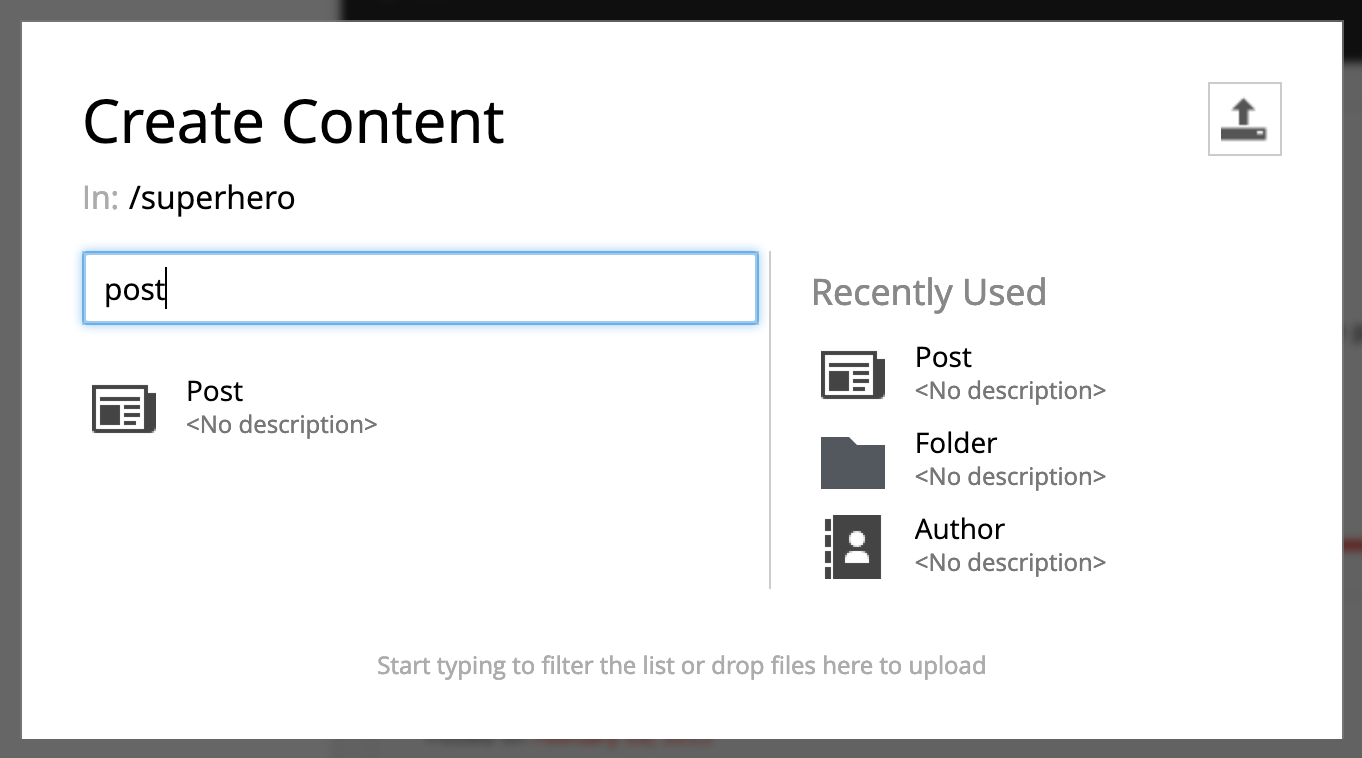 Create Content
In: /superhero
post
Post
<No description>
Recently Used
Post
<No description>
Folder
<No description>
Author
<No description>
Start typing to filter the list or drop files here to upload